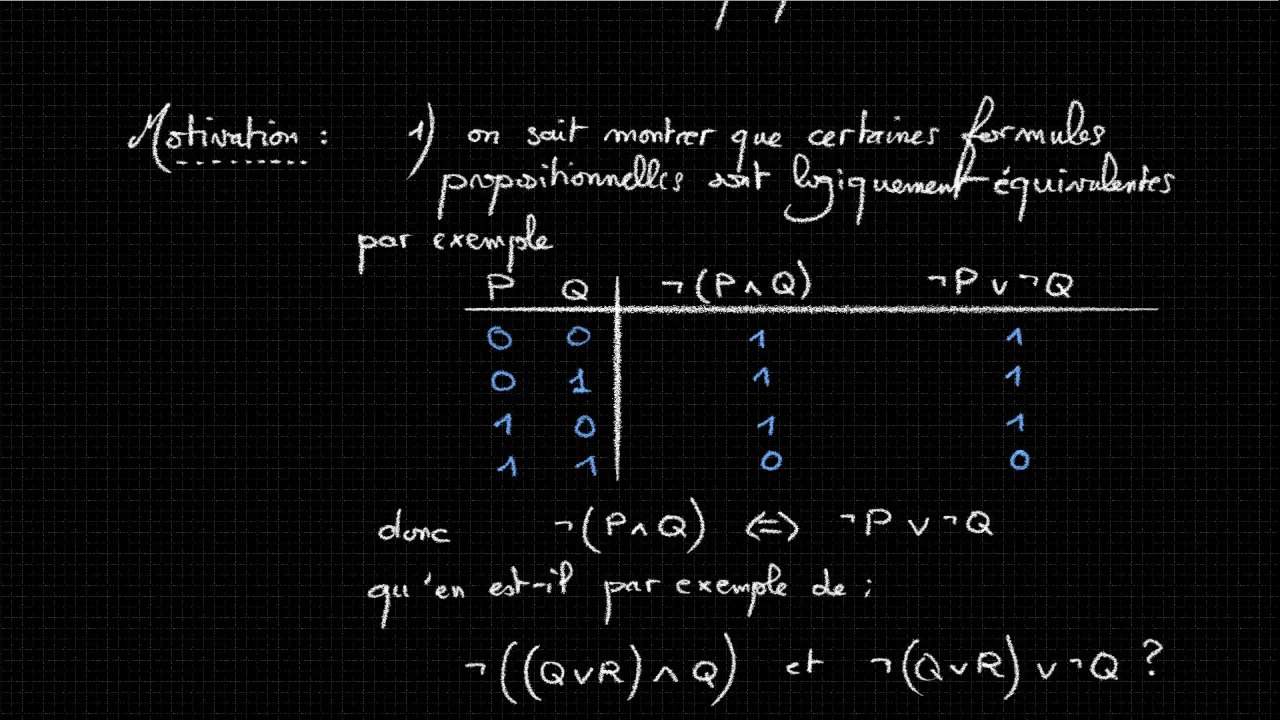 Motivation : 1) on sait montrer que certaines formules
propositionnelles sont logiquement équivalentes
par exemple
P Q ¬(P ∧ Q) ¬P ∨ ¬Q
0 0 1 1
0 1 1 1
1 0 1 1
1 1 0 0
donc ¬(P ∧ Q) ⇔ ¬P ∨ ¬Q
qu'en est-il par exemple de :
¬((Q ∨ R) ∧ Q) et ¬(Q ∨ R) ∨ ¬Q ?